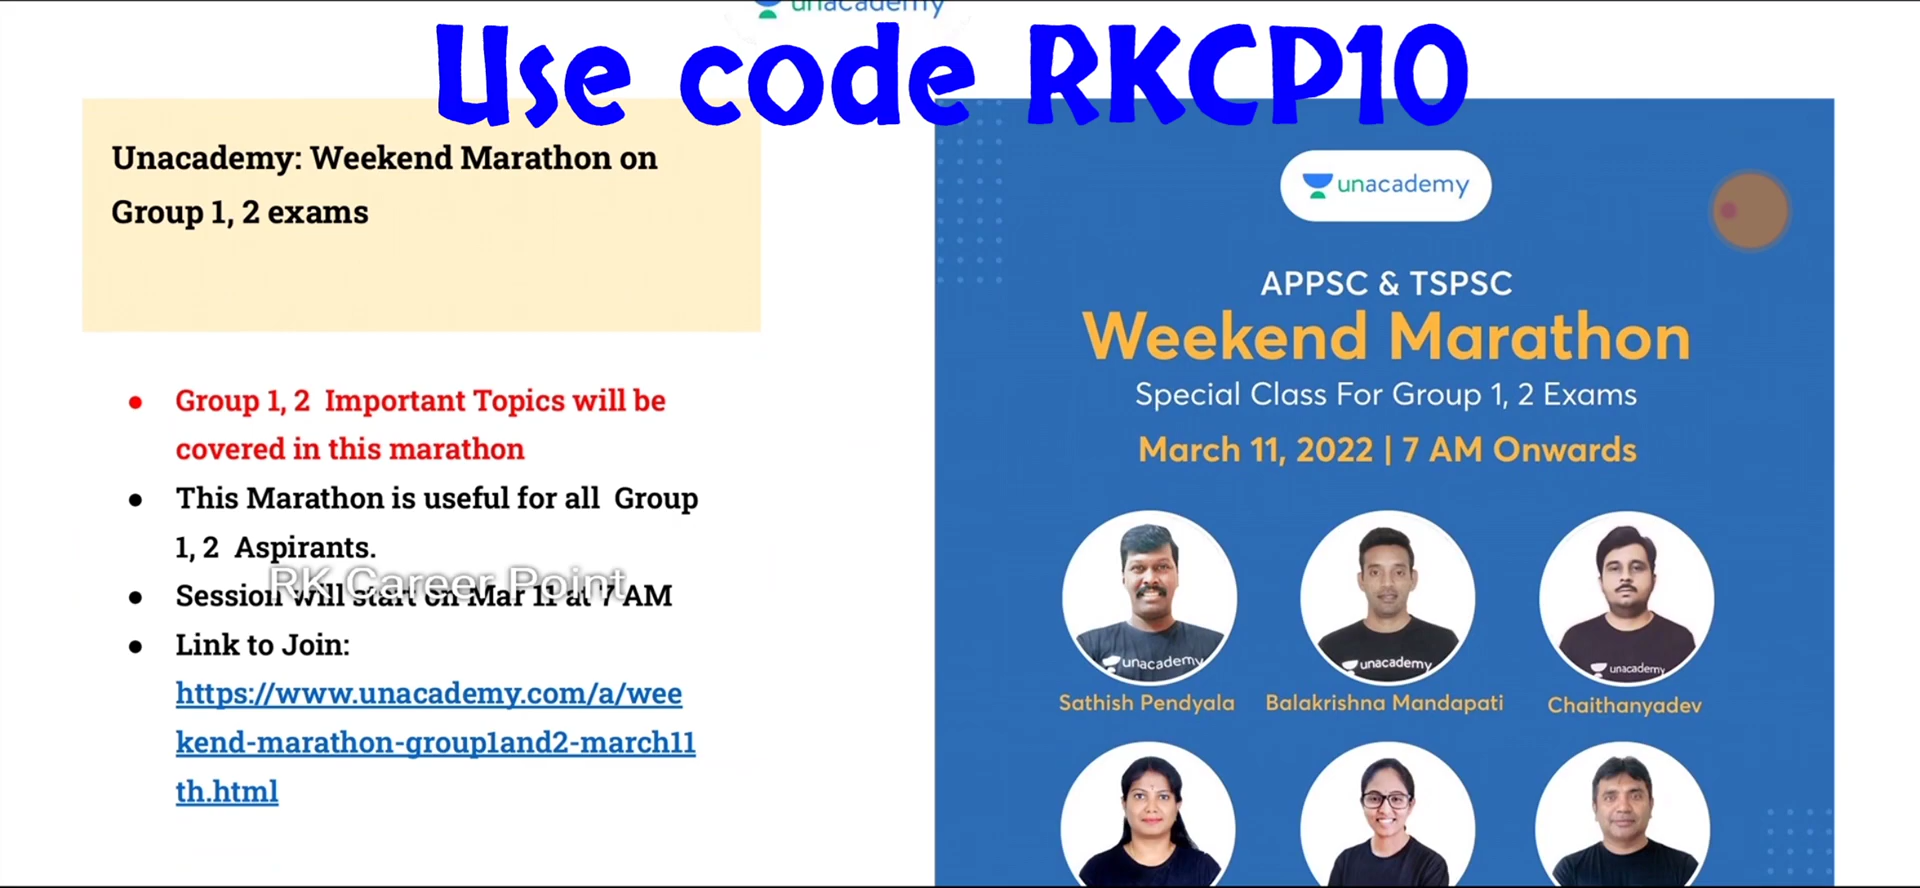 unacademy
Use code RKCP10
Unacademy: Weekend Marathon on
Group 1, 2 exams
Group 1, 2 Important Topics will be
covered in this marathon
This Marathon is useful for all Group
1, 2 Aspirants.
RK Career Point
Session will start on Mar 11 at 7 AM
Link to Join:
https://www.unacademy.com/a/wee
kend-marathon-group1and2-march11
th.html
unacademy
APPSC & TSPSC
Weekend Marathon
Special Class For Group 1, 2 Exams
March 11, 2022 | 7 AM Onwards
unacademy
unacademy
unacademy
Sathish Pendyala
Balakrishna Mandapati
Chaithanyadev